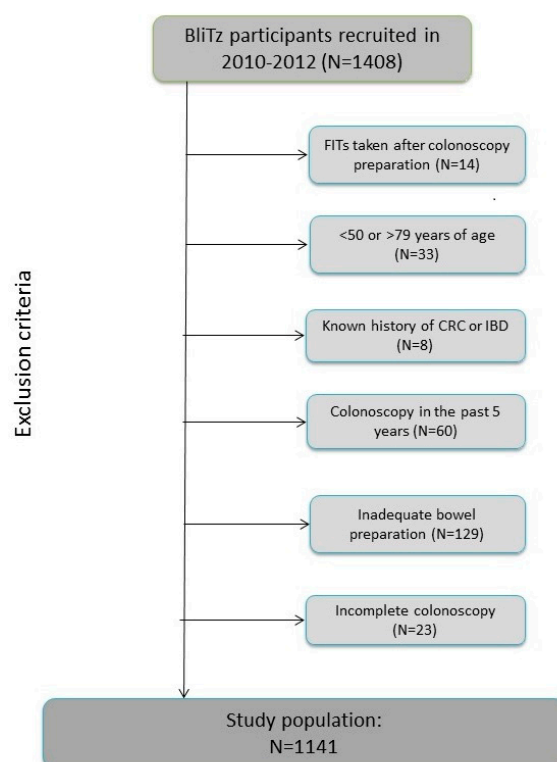 BliTz participants recruited in
2010-2012 (N=1408)
FITs taken after colonoscopy
preparation (N=14)
<50 or >79 years of age
(N=33)
Known history of CRC or IBD
(N=8)
Colonoscopy in the past 5
years (N=60)
Inadequate bowel
preparation (N=129)
Incomplete colonoscopy
(N=23)
Exclusion criteria
Study population:
N=1141